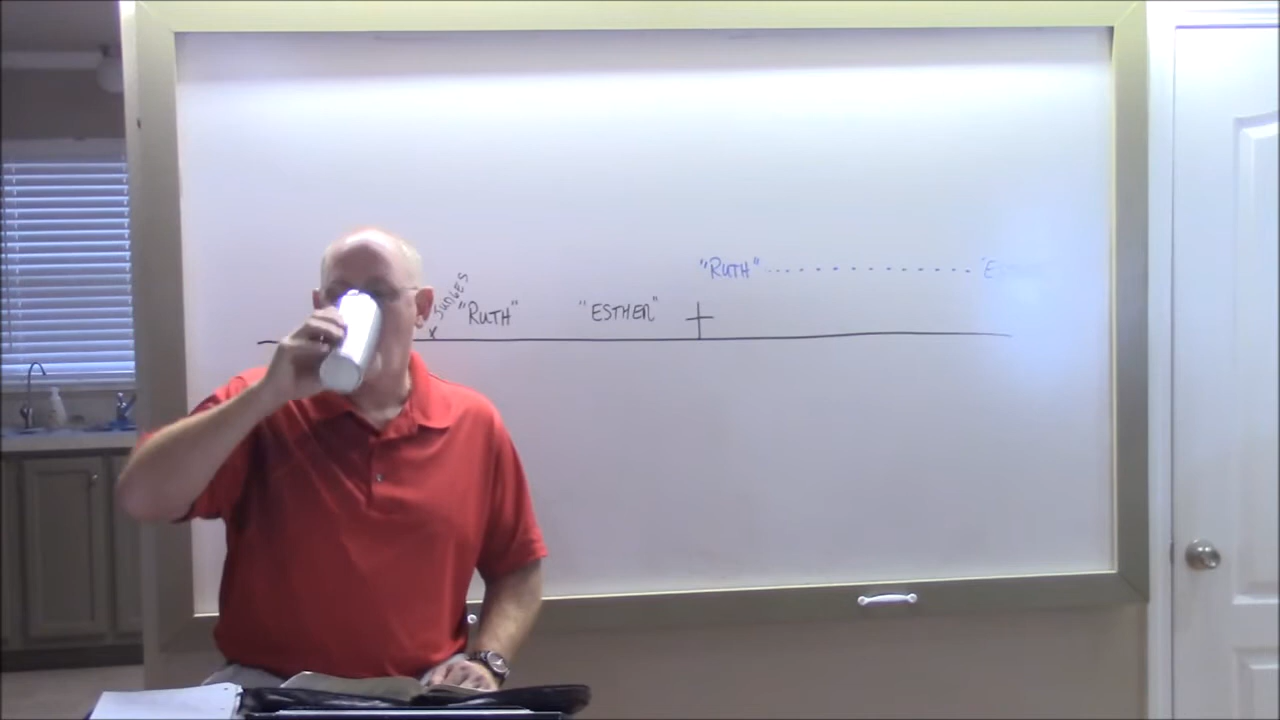 "RUTH" ............
JUDGES
"RUTH" "ESTHER"